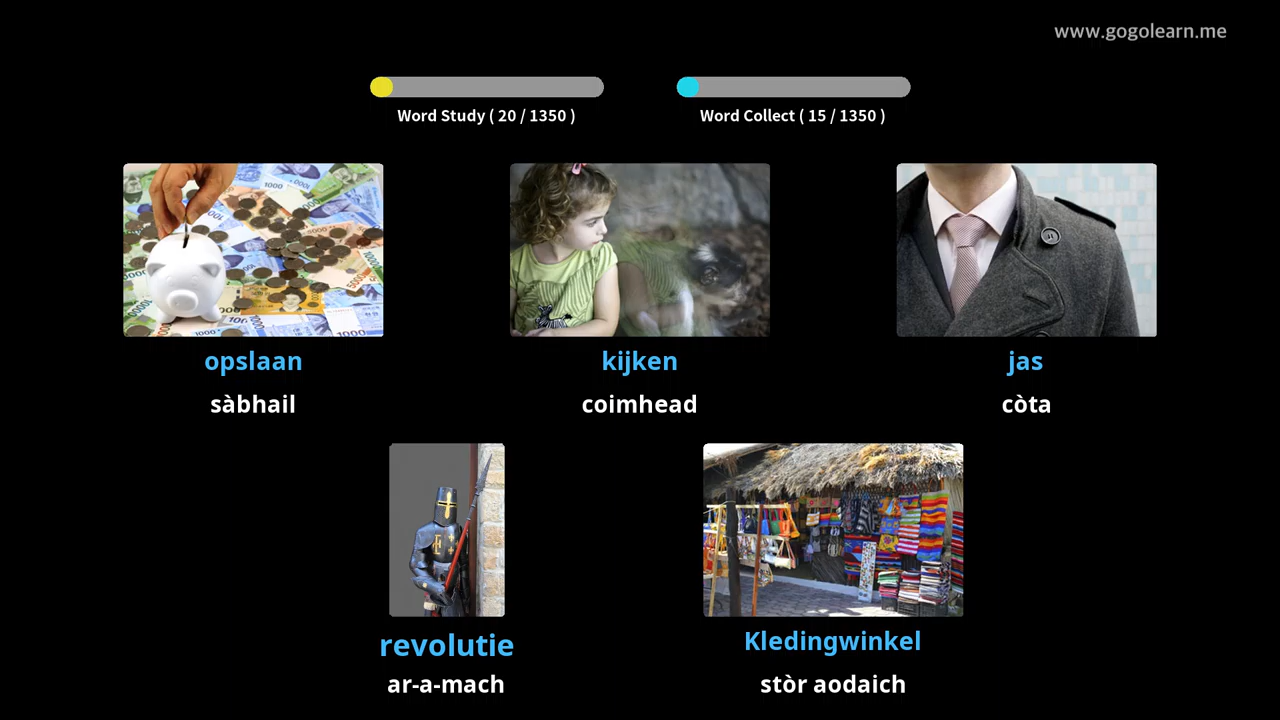 www.gogolearn.me
Word Study ( 20 / 1350 )
Word Collect ( 15 / 1350 )
opslaan
sàbhail
kijken
coimhead
jas
còta
revolutie
ar-a-mach
Kledingwinkel
stòr aodaich